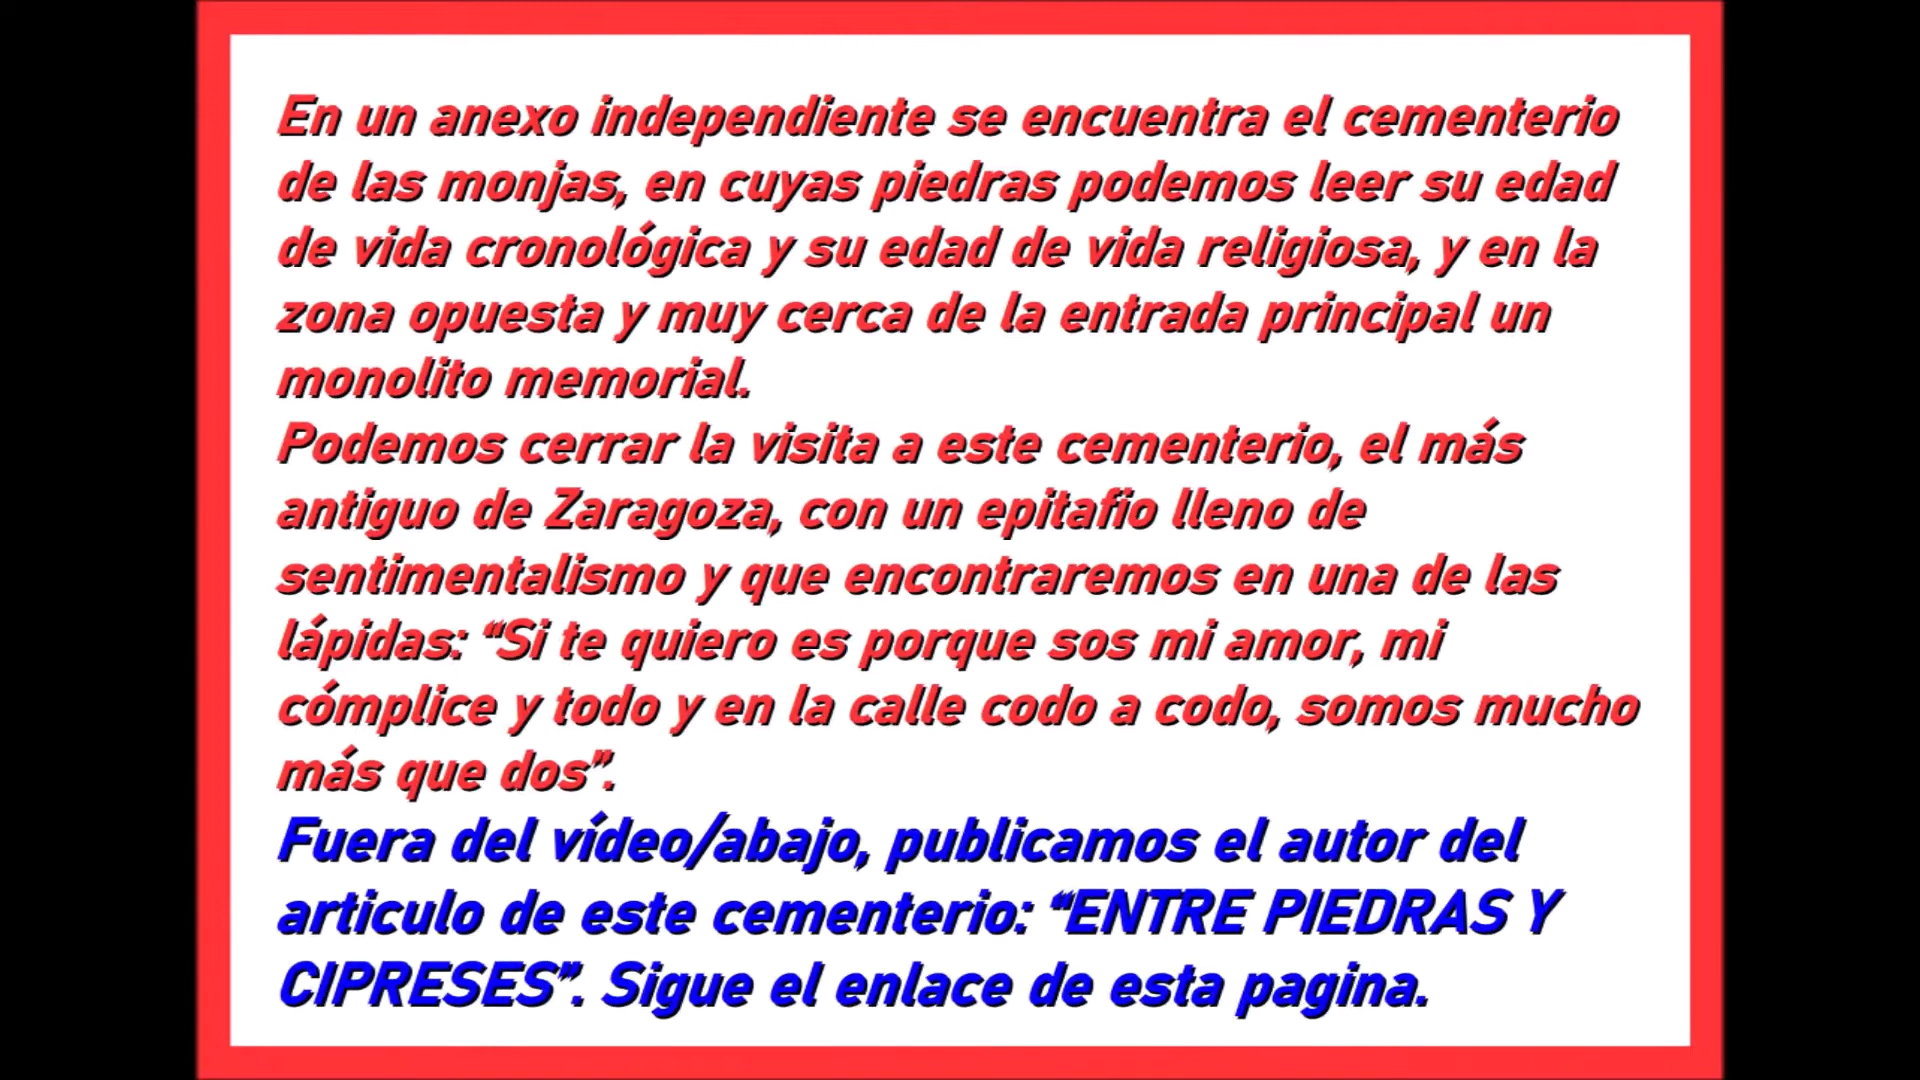 En un anexo independiente se encuentra el cementerio
de las monjas, en cuyas piedras podemos leer su edad
de vida cronológica y su edad de vida religiosa, y en la
zona opuesta y muy cerca de la entrada principal un
monolito memorial.
Podemos cerrar la visita a este cementerio, el más
antiguo de Zaragoza, con un epitafio lleno de
sentimentalismo y que encontraremos en una de las
lápidas: “Si te quiero es porque sos mi amor, mi
cómplice y todo y en la calle codo a codo, somos mucho
más que dos”.
Fuera del vídeo/abajo, publicamos el autor del
articulo de este cementerio: “ENTRE PIEDRAS Y
CIPRESES”. Sigue el enlace de esta pagina.